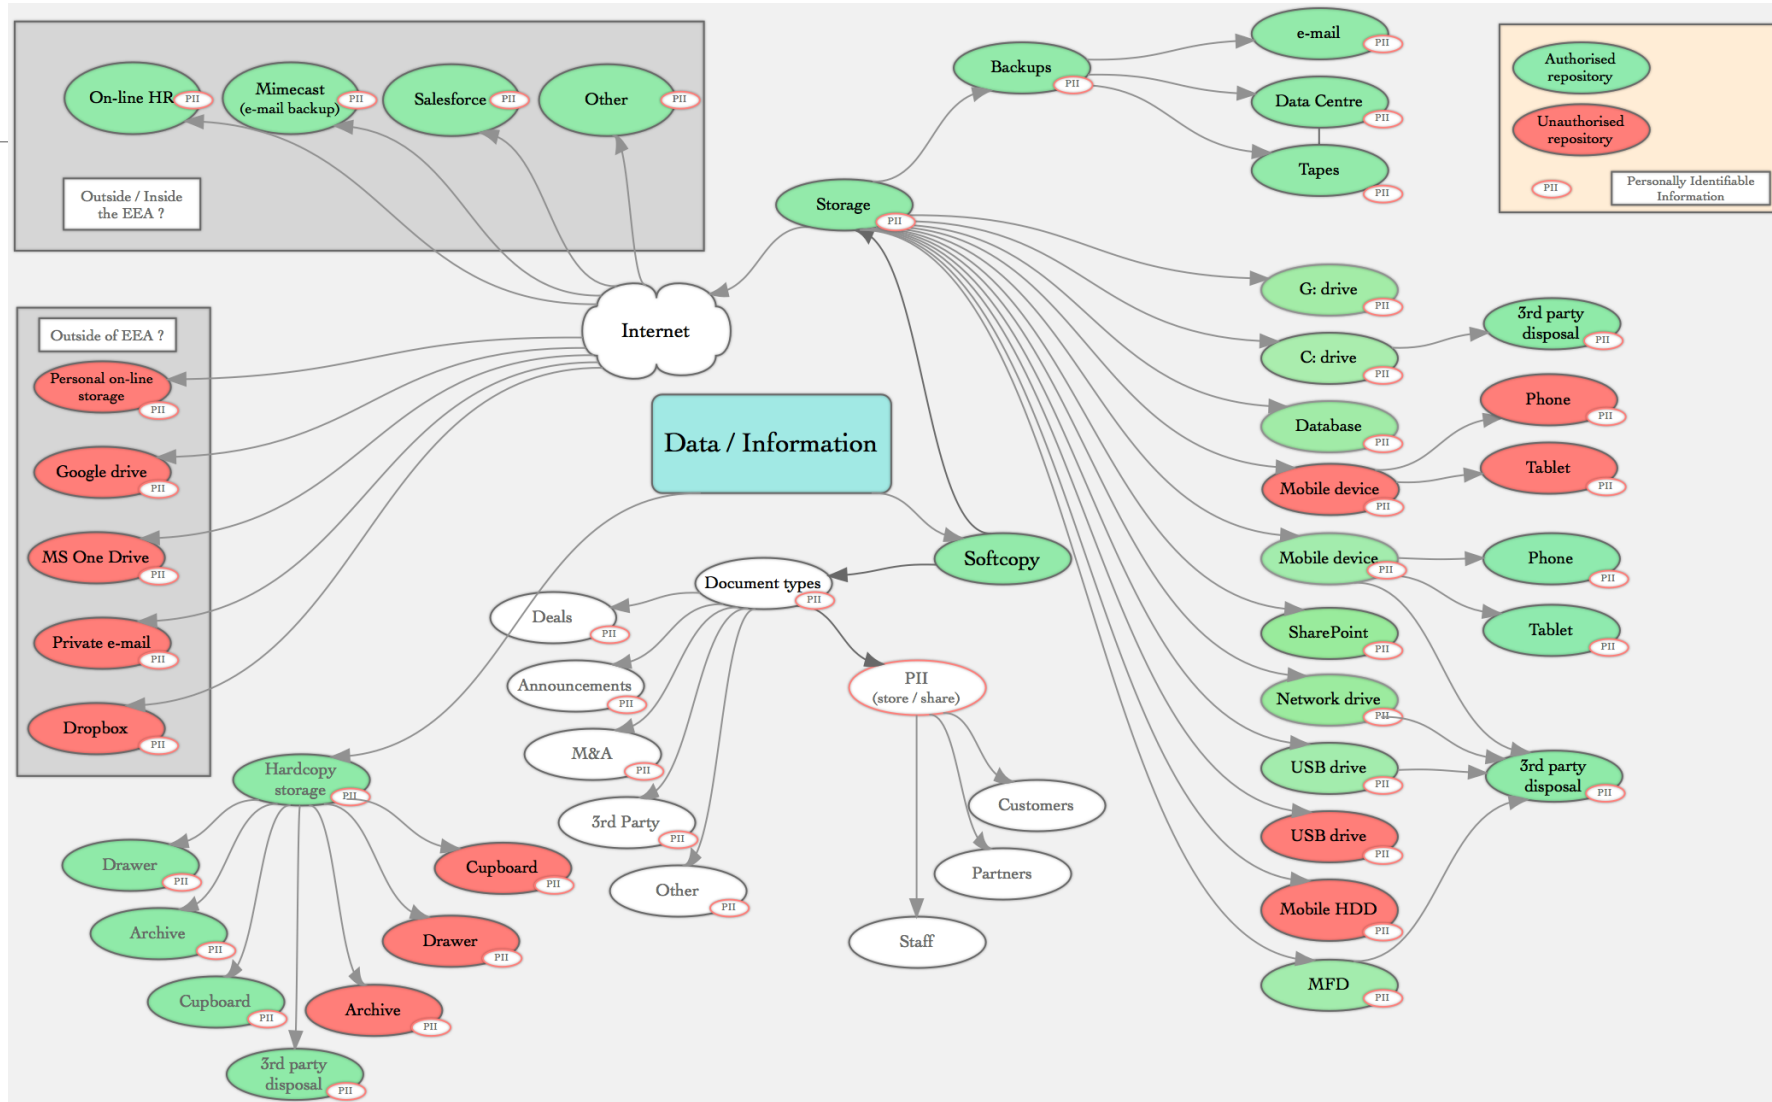 On-line HR
PII
Mimecast
(e-mail backup)
PII
Salesforce
PII
Other
PII
Outside / Inside
the EEA ?
Backups
PII
e-mail
PII
Data Centre
PII
Tapes
PII
Authorised
repository
Unauthorised
repository
PII
Personally Identifiable
Information
Storage
PII
Internet
Outside of EEA ?
Personal on-line
storage
PII
Google drive
PII
MS One Drive
PII
Private e-mail
PII
Dropbox
PII
Data / Information
Softcopy
Document types
PII
Deals
PII
Announcements
PII
M&A
PII
3rd Party
PII
Other
PII
PII
(store / share)
Customers
Partners
Staff
G: drive
PII
C: drive
PII
3rd party
disposal
PII
Database
PII
Mobile device
PII
Phone
PII
Tablet
PII
Mobile device
PII
Phone
PII
Tablet
PII
SharePoint
PII
Network drive
PII
USB drive
PII
3rd party
disposal
PII
USB drive
PII
Mobile HDD
PII
MFD
PII
Hardcopy
storage
PII
Drawer
PII
Archive
PII
Cupboard
PII
3rd party
disposal
PII
Archive
PII
Drawer
PII
Cupboard
PII